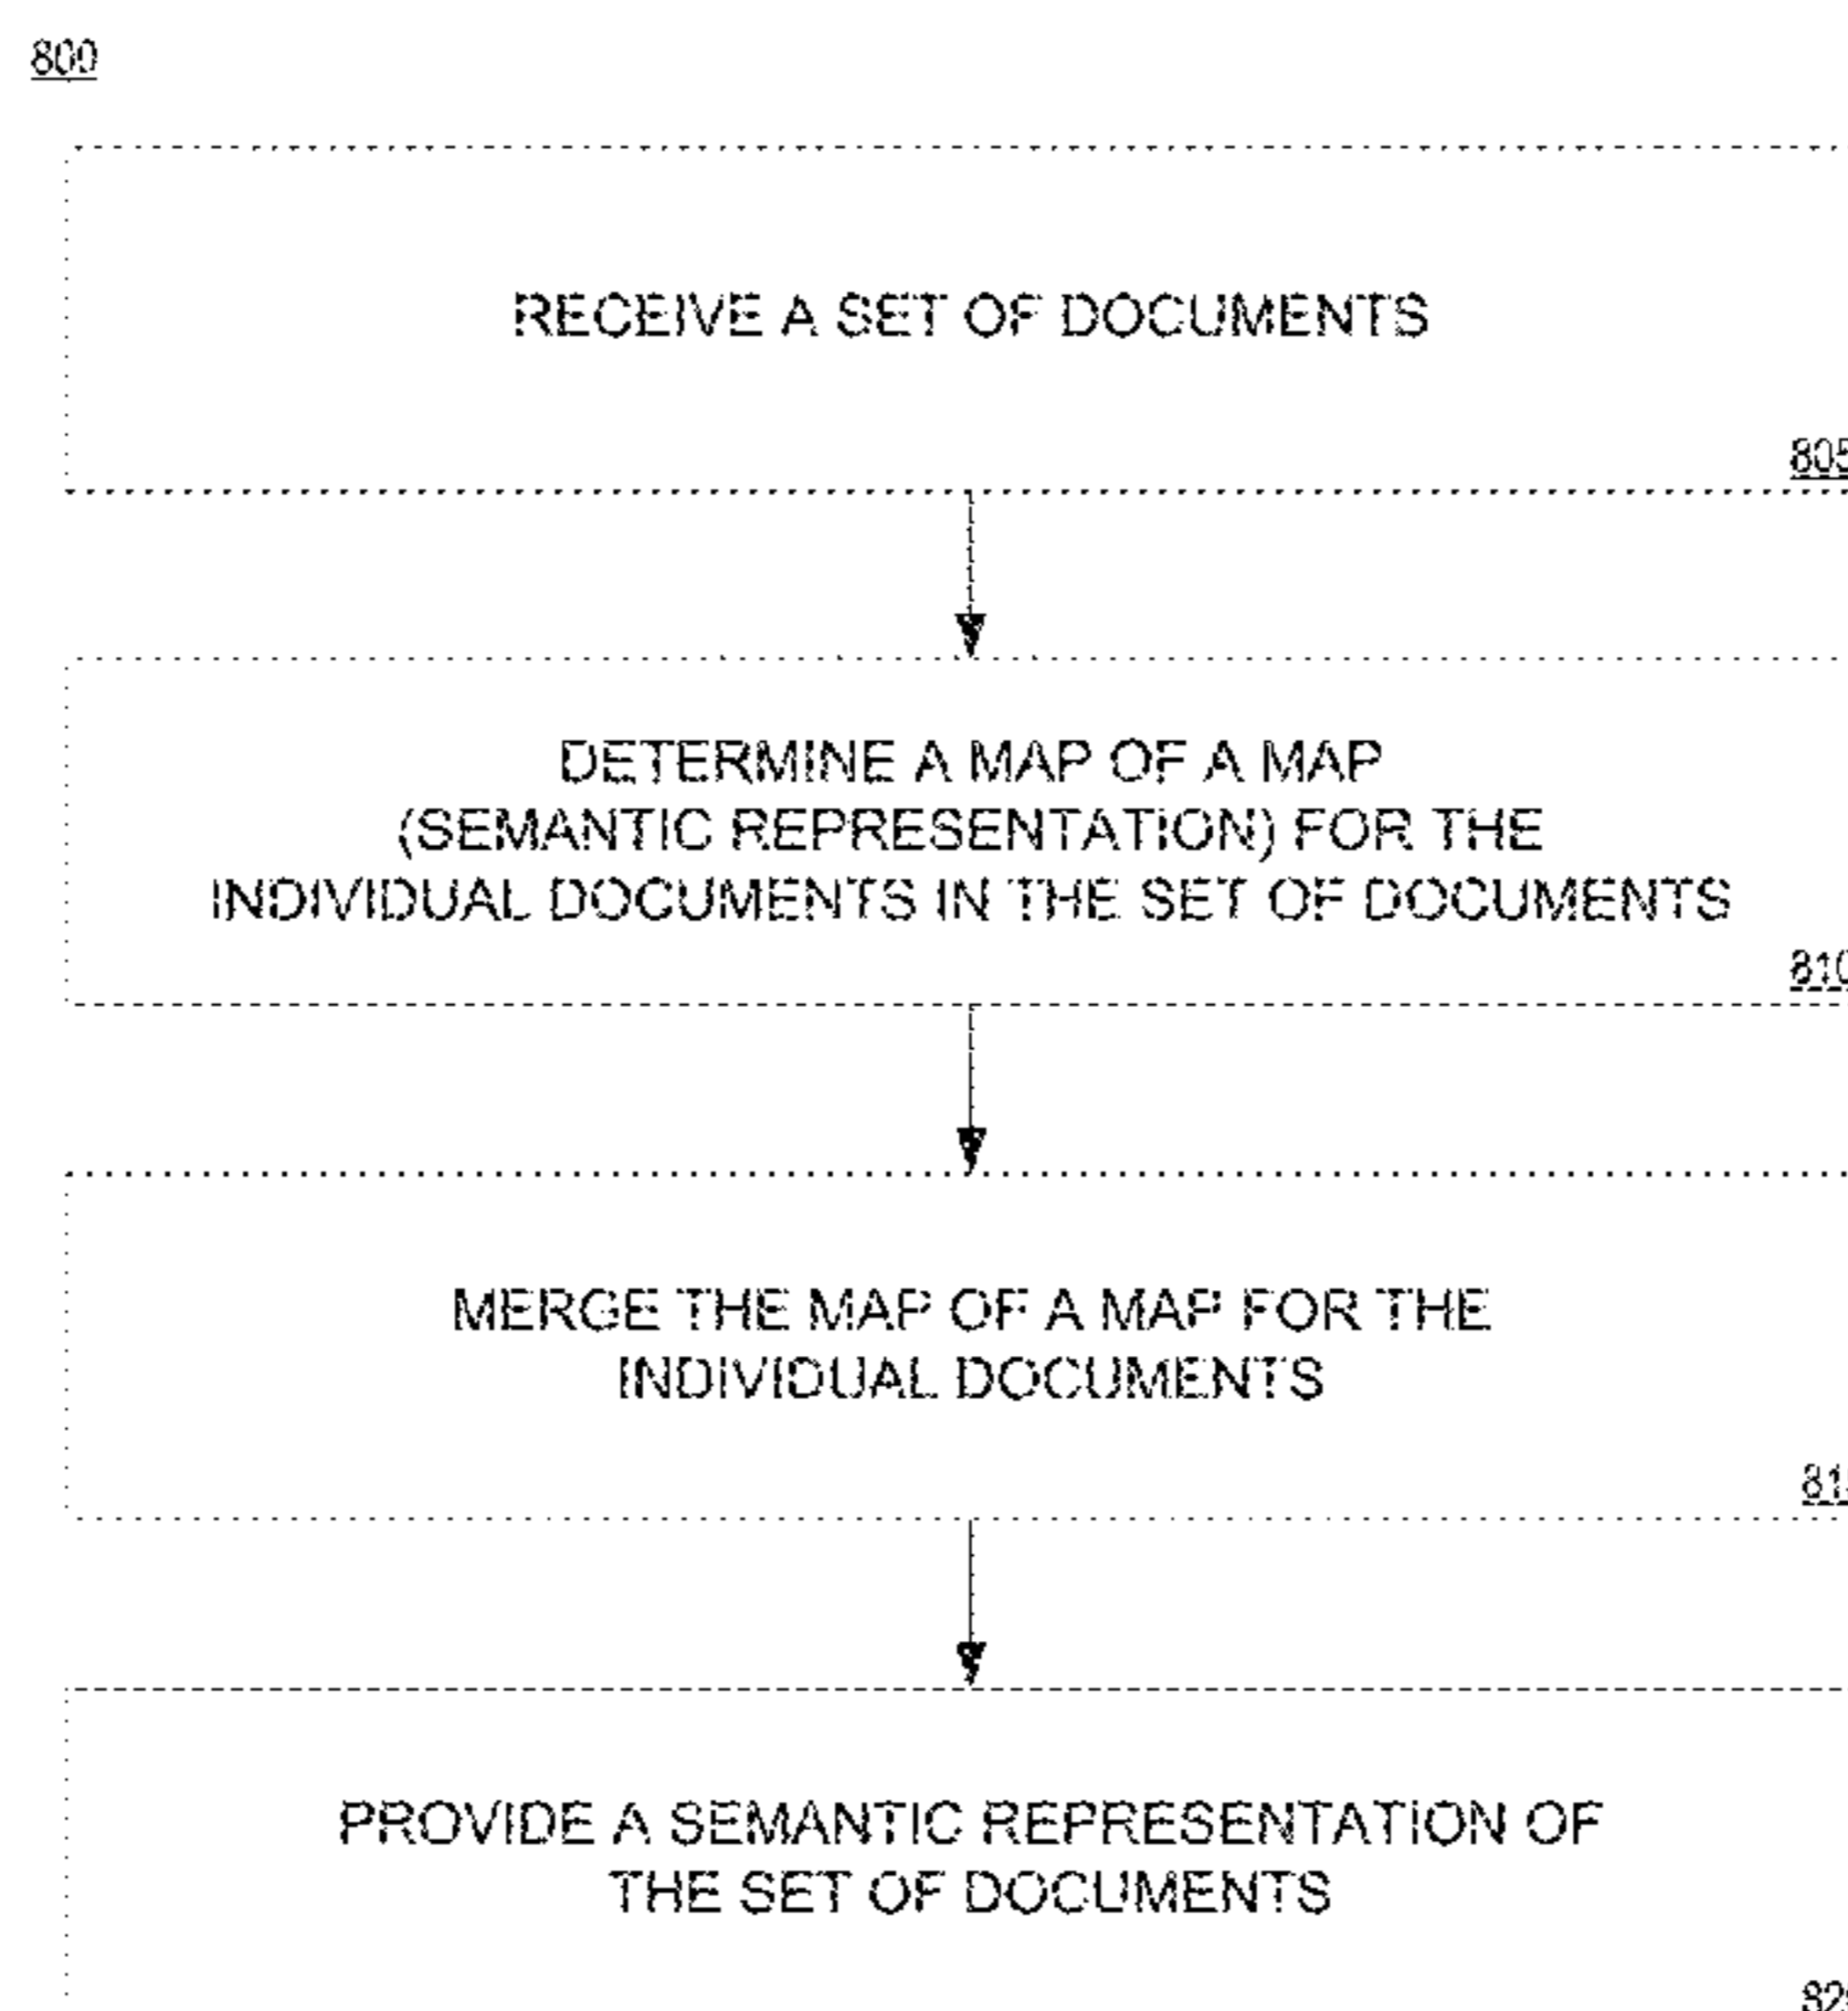 800
RECEIVE A SET OF DOCUMENTS
805
DETERMINE A MAP OF A MAP
(SEMANTIC REPRESENTATION) FOR THE
INDIVIDUAL DOCUMENTS IN THE SET OF DOCUMENTS
810
MERGE THE MAP OF A MAP FOR THE
INDIVIDUAL DOCUMENTS
PROVIDE A SEMANTIC REPRESENTATION OF
THE SET OF DOCUMENTS